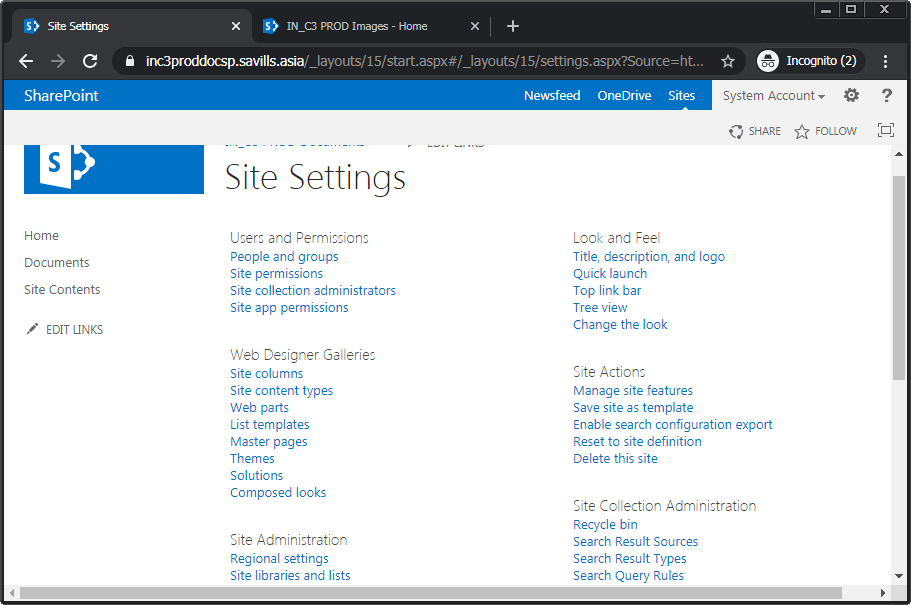 Site Settings
IN_C3 PROD Images - Home
inc3proddocsp.savills.asia/_layouts/15/start.aspx#/_layouts/15/settings.aspx?Source=ht...
Incognito (2)
SharePoint
Newsfeed OneDrive Sites
System Account
?
SHARE FOLLOW
IN_C3 PROD Documents EDIT LINKS
S
Site Settings
Home
Documents
Site Contents
EDIT LINKS
Users and Permissions
People and groups
Site permissions
Site collection administrators
Site app permissions
Web Designer Galleries
Site columns
Site content types
Web parts
List templates
Master pages
Themes
Solutions
Composed looks
Site Administration
Regional settings
Site libraries and lists
Look and Feel
Title, description, and logo
Quick launch
Top link bar
Tree view
Change the look
Site Actions
Manage site features
Save site as template
Enable search configuration export
Reset to site definition
Delete this site
Site Collection Administration
Recycle bin
Search Result Sources
Search Result Types
Search Query Rules